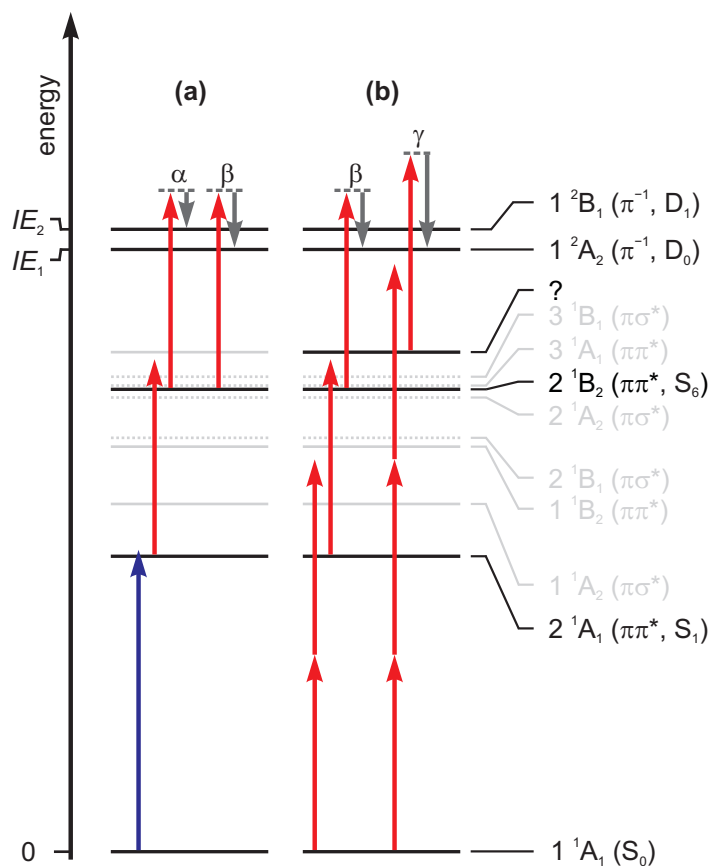 energy
(a)
(b)
α
β
β
γ
IE₂
IE₁
0
1 ²B₁ (π⁻¹, D₁)
1 ²A₂ (π⁻¹, D₀)
?
3 ¹B₁ (πσ*)
3 ¹A₁ (ππ*)
2 ¹B₂ (ππ*, S₆)
2 ¹A₂ (πσ*)
2 ¹B₁ (πσ*)
1 ¹B₂ (ππ*)
1 ¹A₂ (πσ*)
2 ¹A₁ (ππ*, S₁)
1 ¹A₁ (S₀)